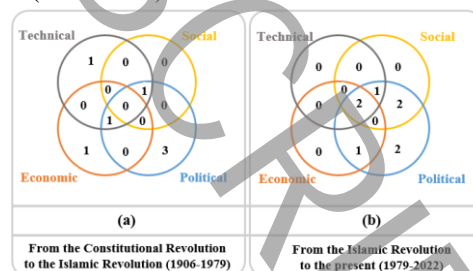 Technical Social
1 0 0
0 1
0 0 0
1 0
1 0 3
Economic Political
(a)
From the Constitutional Revolution
to the Islamic Revolution (1906-1979)
Technical Social
0 0 0
0 1
0 2 2
0
0 1 2
Economic Political
(b)
From the Islamic Revolution
to the present (1979-2022)